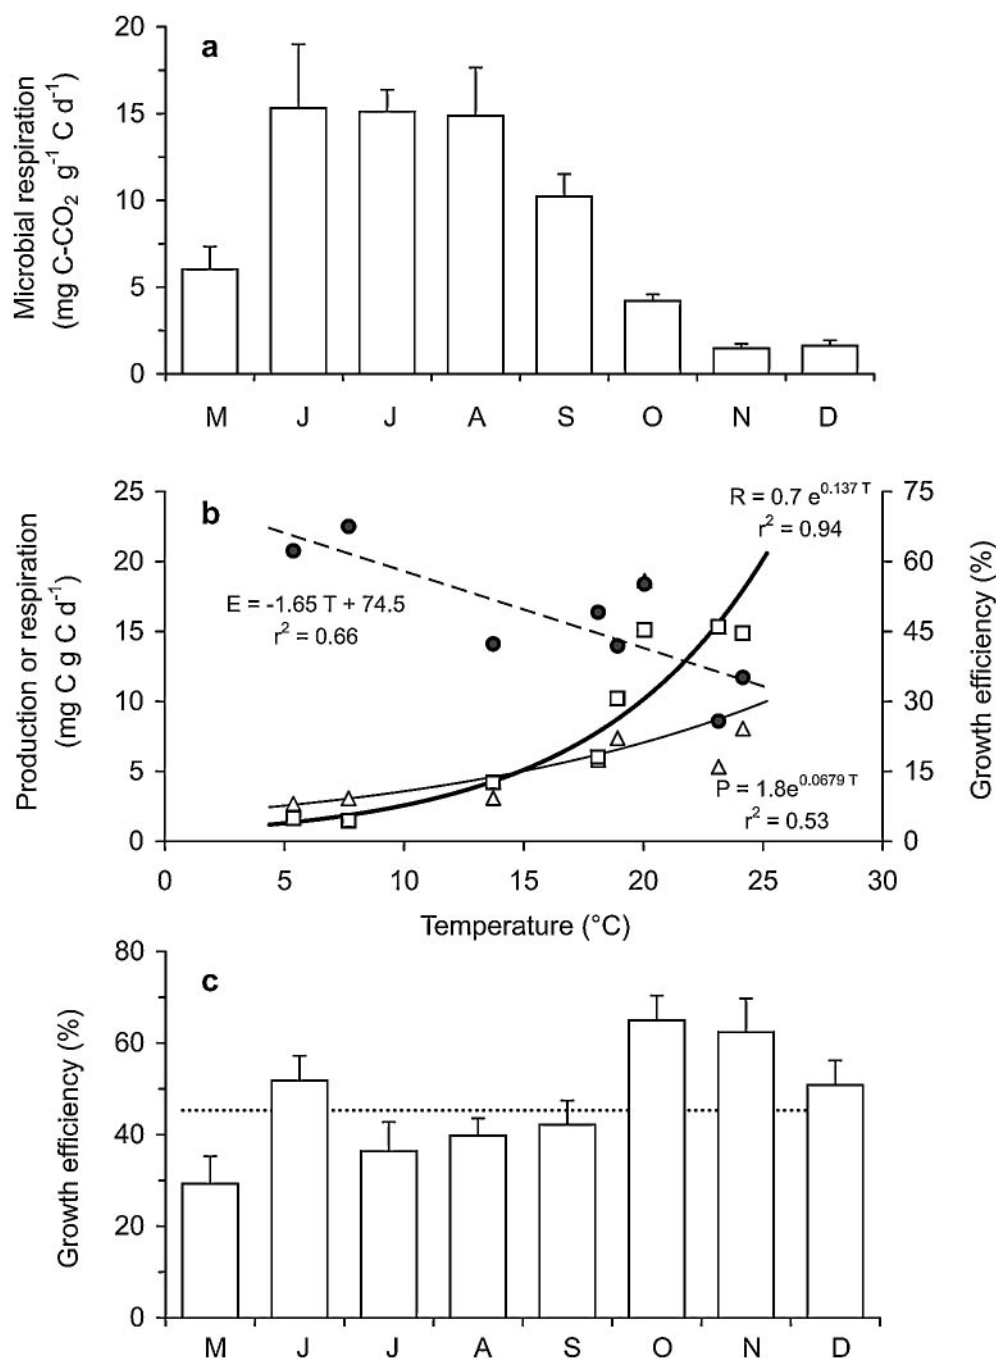 a
Microbial respiration
(mg C-CO₂ g⁻¹ C d⁻¹)
20
15
10
5
0
M J J A S O N D
b
Production or respiration
(mg C g C d⁻¹)
25
20
15
10
5
0
R = 0.7 e^0.137 T
r² = 0.94
E = -1.65 T + 74.5
r² = 0.66
P = 1.8e^0.0679 T
r² = 0.53
75
60
45
30
15
0
Growth efficiency (%)
0 5 10 15 20 25 30
Temperature (°C)
c
Growth efficiency (%)
80
60
40
20
0
M J J A S O N D